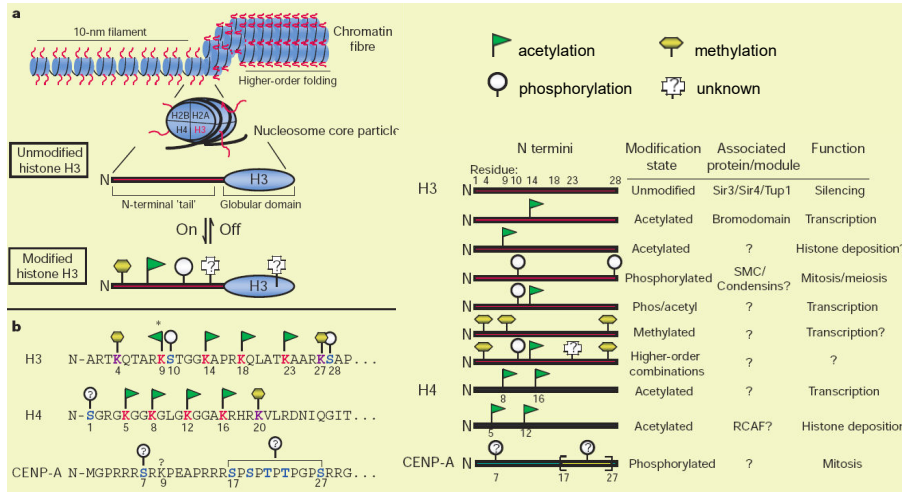 a
10-nm filament
Chromatin
fibre
Higher-order folding
H2B H2A
H4 H3
Nucleosome core particle
Unmodified
histone H3
N
H3
N-terminal 'tail'
Globular domain
On
Off
Modified
histone H3
? ?
N
H3
b
*
H3 N-ARTKQTARKSTGGKAPRKQLATKAARKSAP...
4 9 10 14 18 23 27 28
?
H4 N-SGRGKGGKGLGKGGAKRHRKVLRDNIQGIT...
1 5 8 12 16 20
? ? ?
CENP-A N-MGPRRRSRKPEAPRRRSPSPTPTPGPSRRG...
7 9 17 27
acetylation
methylation
phosphorylation
? unknown
N termini
Modification
state
Associated
protein/module
Function
Residue:
1 4 9 10 14 18 23 28
H3 N Unmodified Sir3/Sir4/Tup1 Silencing
N Acetylated Bromodomain Transcription
N Acetylated ? Histone deposition?
N Phosphorylated SMC/
Condensins? Mitosis/meiosis
N Phos/acetyl ? Transcription
N Methylated ? Transcription?
?
N Higher-order
combinations ? ?
H4 N Acetylated ? Transcription
8 16
N Acetylated RCAF? Histone deposition
5 12
? ?
CENP-A N Phosphorylated ? Mitosis
7 17 27